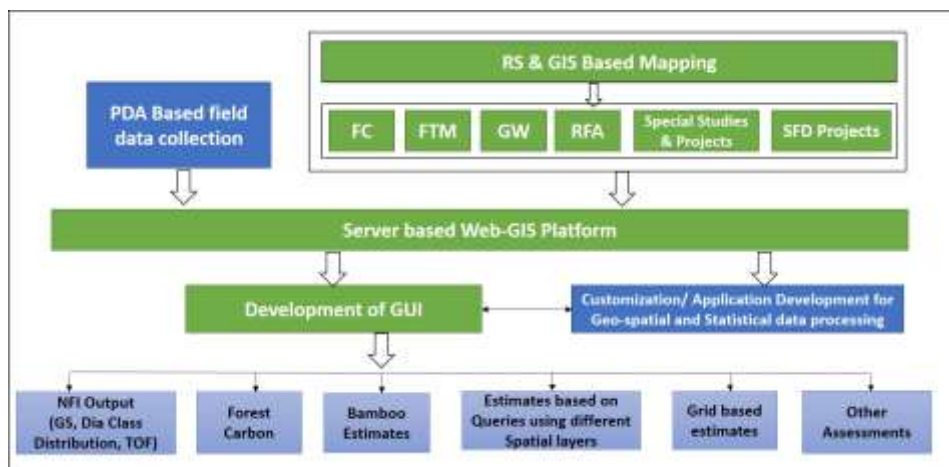 RS & GIS Based Mapping
PDA Based field
data collection
FC
FTM
GW
RFA
Special Studies
& Projects
SFD Projects
Server based Web-GIS Platform
Development of GUI
Customization/ Application Development for
Geo-spatial and Statistical data processing
NFI Output
(GS, Dia Class
Distribution, TOF)
Forest
Carbon
Bamboo
Estimates
Estimates based on
Queries using different
Spatial layers
Grid based
estimates
Other
Assessments